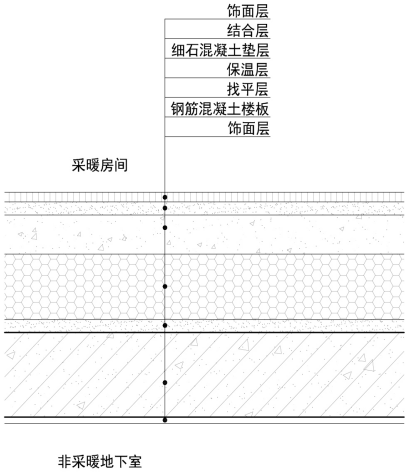 饰面层
结合层
细石混凝土垫层
保温层
找平层
钢筋混凝土楼板
饰面层
采暖房间
非采暖地下室